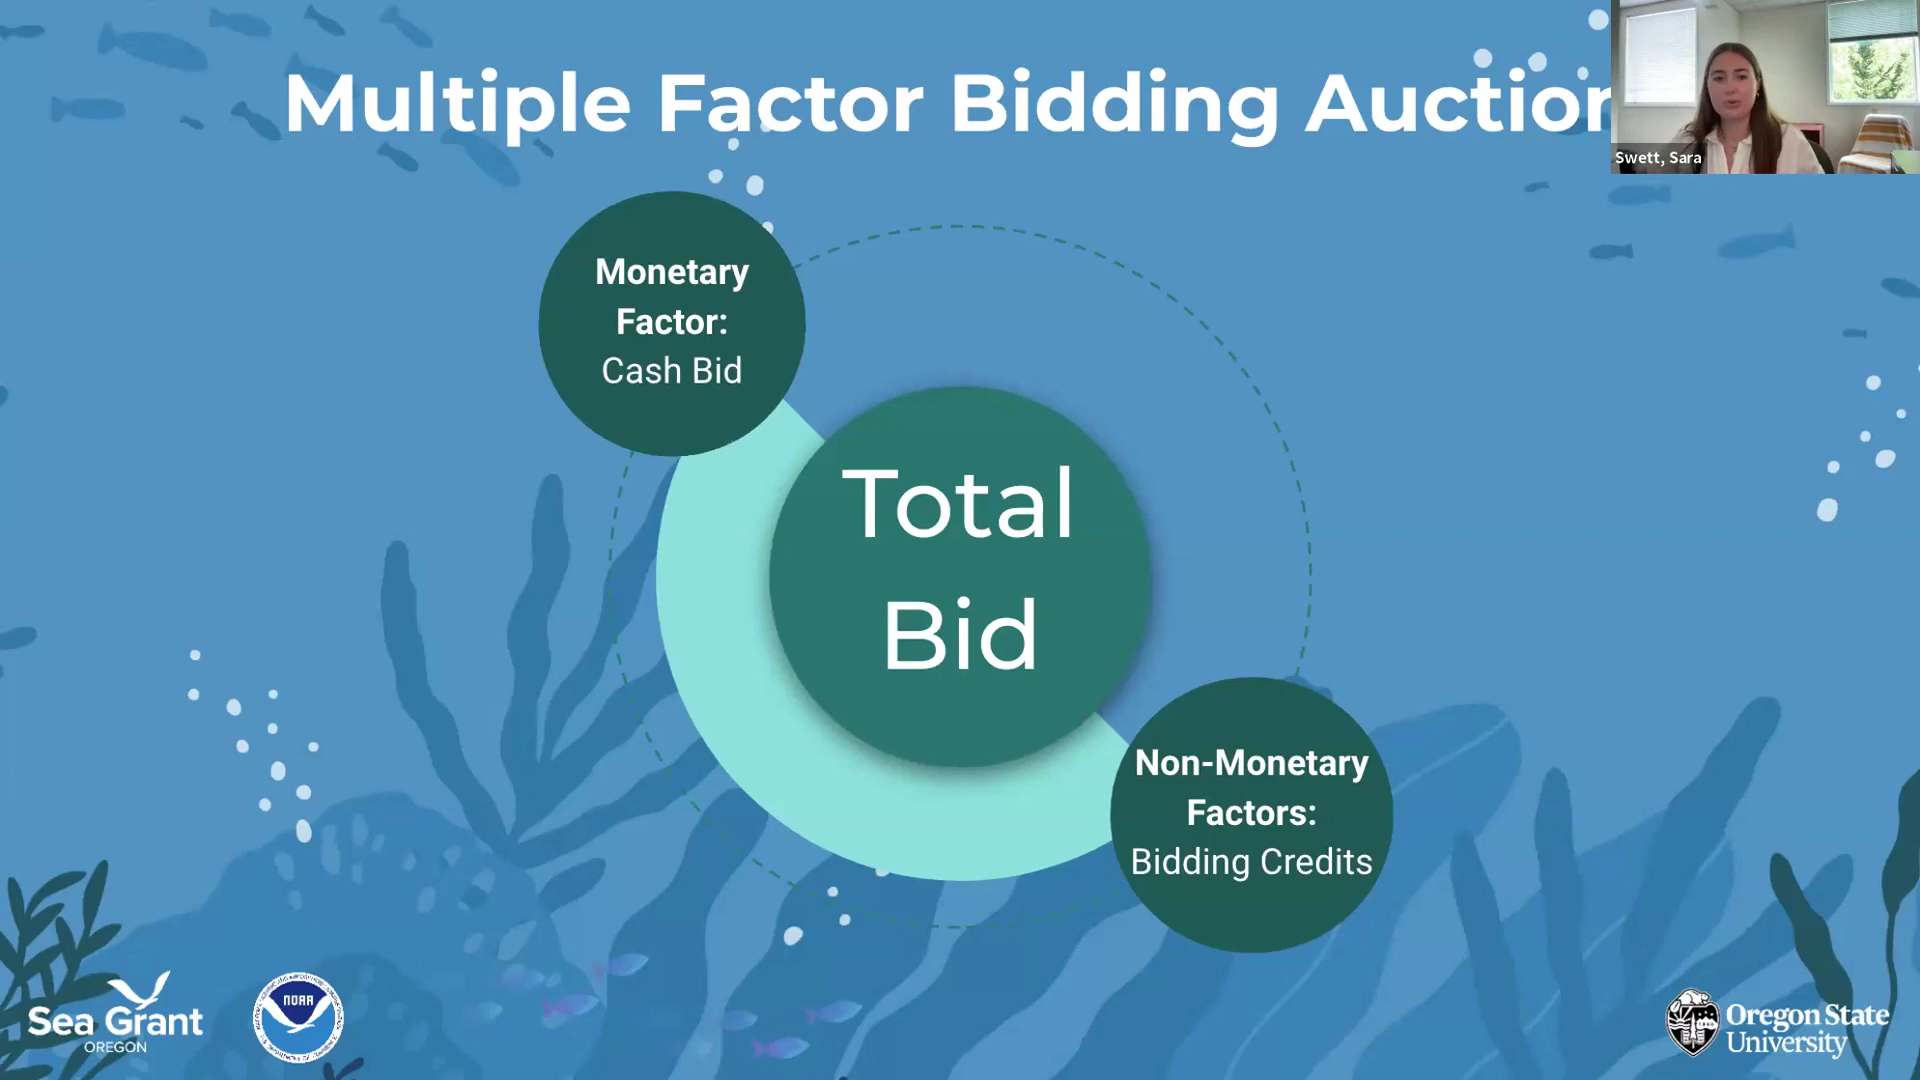 Multiple Factor Bidding Auction
Swett, Sara
Monetary
Factor:
Cash Bid
Total
Bid
Non-Monetary
Factors:
Bidding Credits
Sea Grant
OREGON
NOAA
Oregon State
University